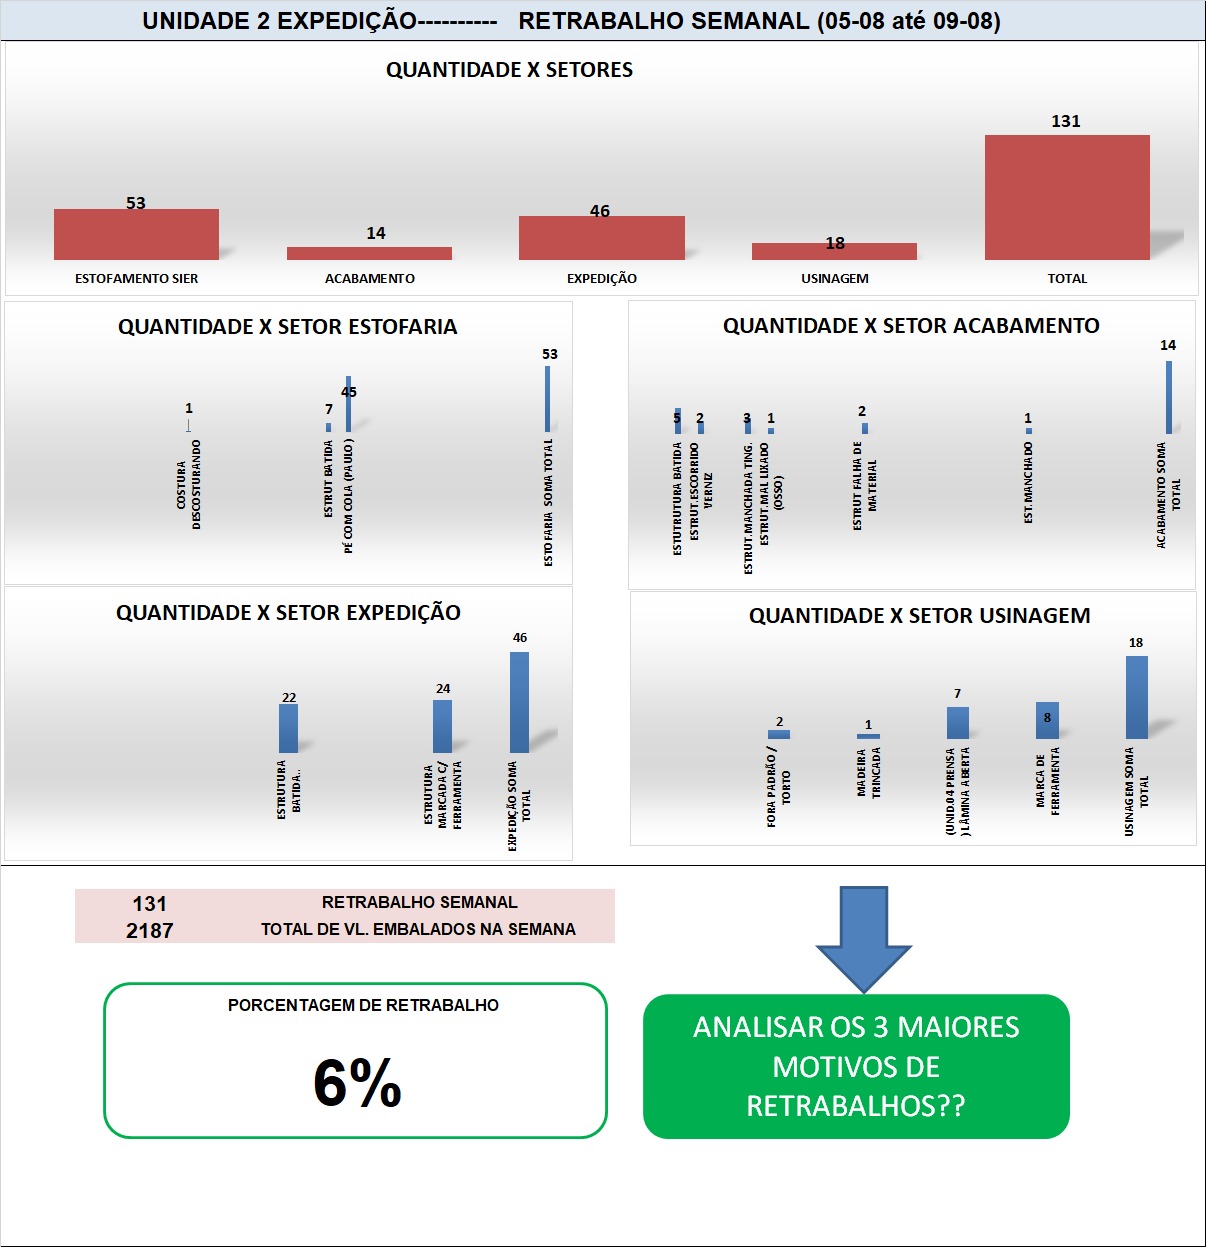 UNIDADE 2 EXPEDIÇÃO---------- RETRABALHO SEMANAL (05-08 até 09-08)
QUANTIDADE X SETORES
53
14
46
18
131
ESTOFAMENTO SIER
ACABAMENTO
EXPEDIÇÃO
USINAGEM
TOTAL
QUANTIDADE X SETOR ESTOFARIA
1
7
45
53
COSTURA
DESCOSTURANDO
ESTRUT BATIDA
PÉ COM COLA (PAULO)
ESTOFARIA SOMA TOTAL
QUANTIDADE X SETOR ACABAMENTO
5
2
3
1
2
1
14
ESTUTRUTURA BATIDA
ESTRUT. ESCORRIDO
VERNIZ
ESTRUT. MANCHADA TING.
ESTRUT. MAL LIXADO
(OSSO)
ESTRUT FALHA DE
MATERIAL
EST. MANCHADO
ACABAMENTO SOMA
TOTAL
QUANTIDADE X SETOR EXPEDIÇÃO
22
24
46
ESTRUTURA
BATIDA..
ESTRUTURA
MARCADA C/
FERRAMENTA
EXPEDIÇÃO SOMA
TOTAL
QUANTIDADE X SETOR USINAGEM
2
1
7
8
18
FORA PADRÃO /
TORTO
MADEIRA
TRINCADA
(UNID.04 PRENSA
) LÂMINA ABERTA
MARCA DE
FERRAMENTA
USINAGEM SOMA
TOTAL
131 RETRABALHO SEMANAL
2187 TOTAL DE VL. EMBALADOS NA SEMANA
PORCENTAGEM DE RETRABALHO
6%
ANALISAR OS 3 MAIORES
MOTIVOS DE
RETRABALHOS??